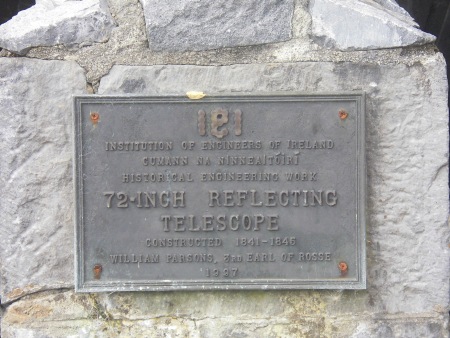 IEI
INSTITUTION OF ENGINEERS OF IRELAND
CUMANN NA NINNEALTÓIRÍ
HISTORICAL ENGINEERING WORK
72-INCH REFLECTING
TELESCOPE
CONSTRUCTED 1841-1845
WILLIAM PARSONS, 3RD EARL OF ROSSE
1997